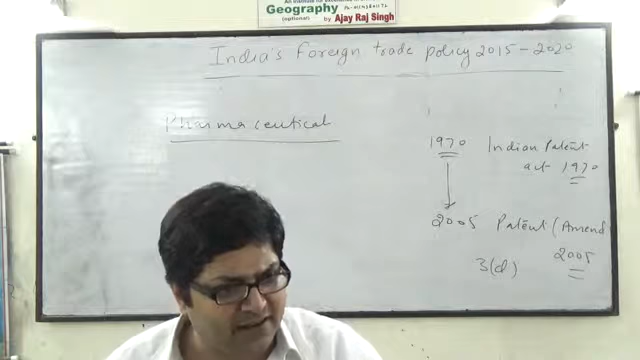 Geography
(optional) by Ajay Raj Singh
India's Foreign trade policy 2015-2020
Pharmaceutical
1970 Indian Patent
act 1970
2005 Patent (Amend
2005
3(d)